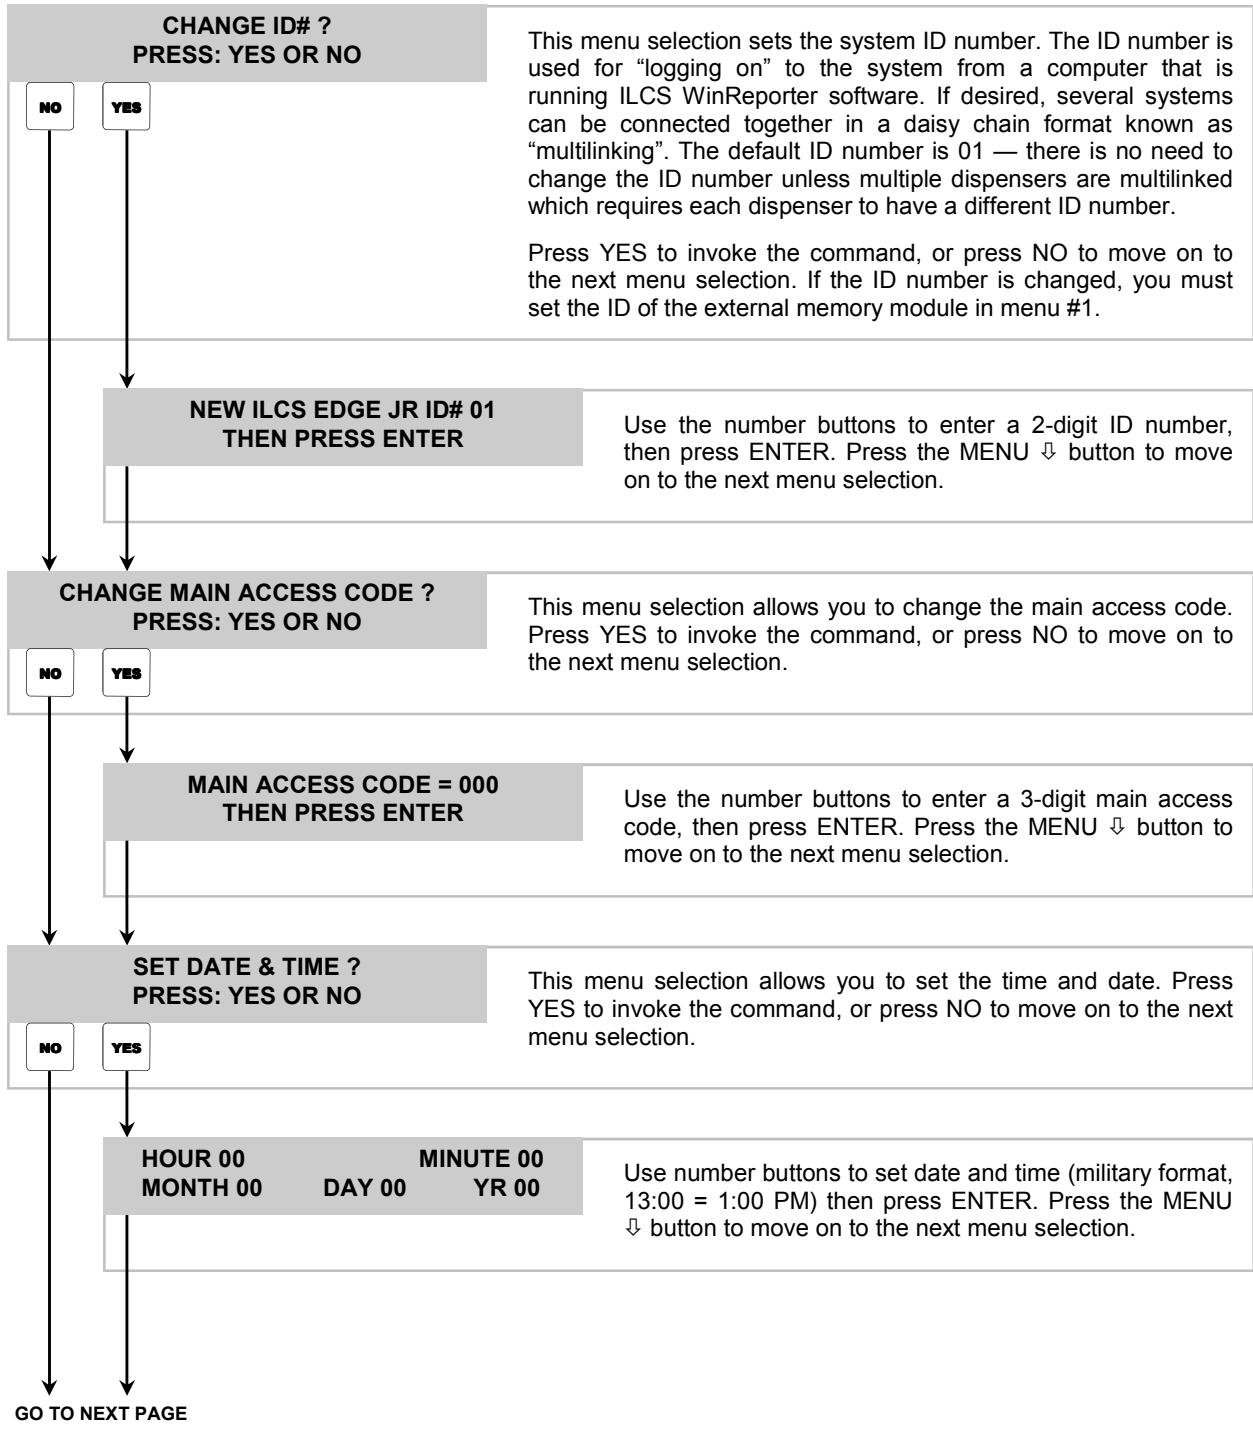 CHANGE ID# ?
PRESS: YES OR NO
NO
YES
This menu selection sets the system ID number. The ID number is
used for “logging on” to the system from a computer that is
running ILCS WinReporter software. If desired, several systems
can be connected together in a daisy chain format known as
“multilinking”. The default ID number is 01 — there is no need to
change the ID number unless multiple dispensers are multilinked
which requires each dispenser to have a different ID number.
Press YES to invoke the command, or press NO to move on to
the next menu selection. If the ID number is changed, you must
set the ID of the external memory module in menu #1.
NEW ILCS EDGE JR ID# 01
THEN PRESS ENTER
Use the number buttons to enter a 2-digit ID number,
then press ENTER. Press the MENU ⇩ button to move
on to the next menu selection.
CHANGE MAIN ACCESS CODE ?
PRESS: YES OR NO
NO
YES
This menu selection allows you to change the main access code.
Press YES to invoke the command, or press NO to move on to
the next menu selection.
MAIN ACCESS CODE = 000
THEN PRESS ENTER
Use the number buttons to enter a 3-digit main access
code, then press ENTER. Press the MENU ⇩ button to
move on to the next menu selection.
SET DATE & TIME ?
PRESS: YES OR NO
NO
YES
This menu selection allows you to set the time and date. Press
YES to invoke the command, or press NO to move on to the next
menu selection.
HOUR 00 MINUTE 00
MONTH 00 DAY 00 YR 00
Use number buttons to set date and time (military format,
13:00 = 1:00 PM) then press ENTER. Press the MENU
⇩ button to move on to the next menu selection.
GO TO NEXT PAGE